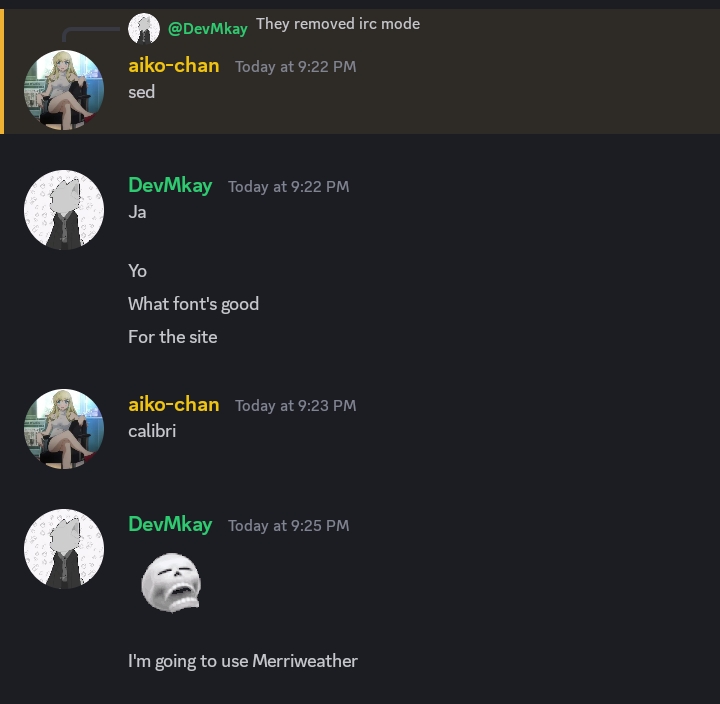 @DevMkay They removed irc mode
aiko-chan Today at 9:22 PM
sed
DevMkay Today at 9:22 PM
Ja
Yo
What font's good
For the site
aiko-chan Today at 9:23 PM
calibri
DevMkay Today at 9:25 PM
I'm going to use Merriweather